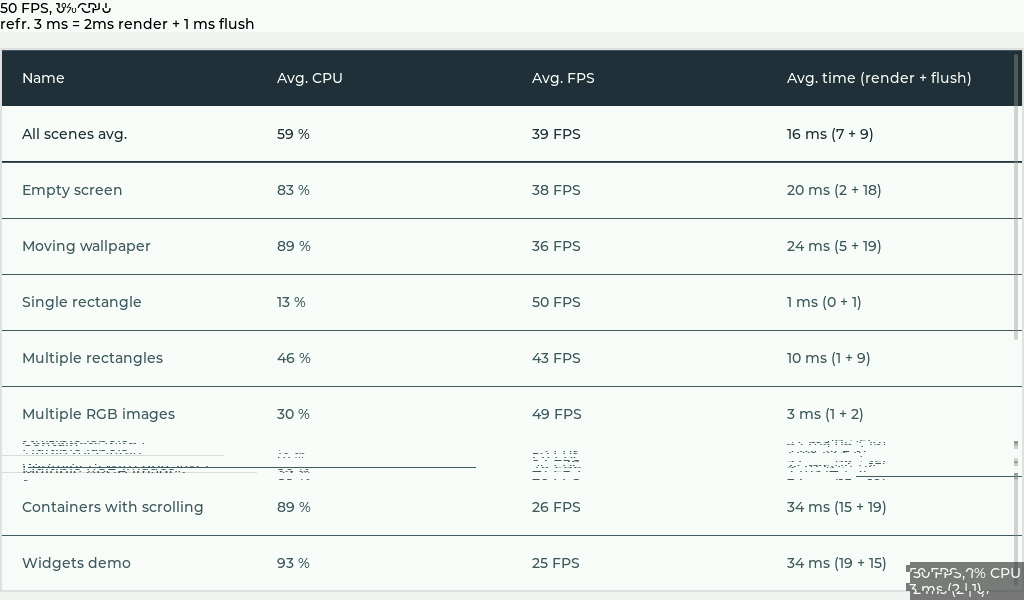 50 FPS,
refr. 3 ms = 2ms render + 1 ms flush
Name Avg. CPU Avg. FPS Avg. time (render + flush)
All scenes avg. 59 % 39 FPS 16 ms (7 + 9)
Empty screen 83 % 38 FPS 20 ms (2 + 18)
Moving wallpaper 89 % 36 FPS 24 ms (5 + 19)
Single rectangle 13 % 50 FPS 1 ms (0 + 1)
Multiple rectangles 46 % 43 FPS 10 ms (1 + 9)
Multiple RGB images 30 % 49 FPS 3 ms (1 + 2)
Containers with scrolling 89 % 26 FPS 34 ms (15 + 19)
Widgets demo 93 % 25 FPS 34 ms (19 + 15)
% CPU